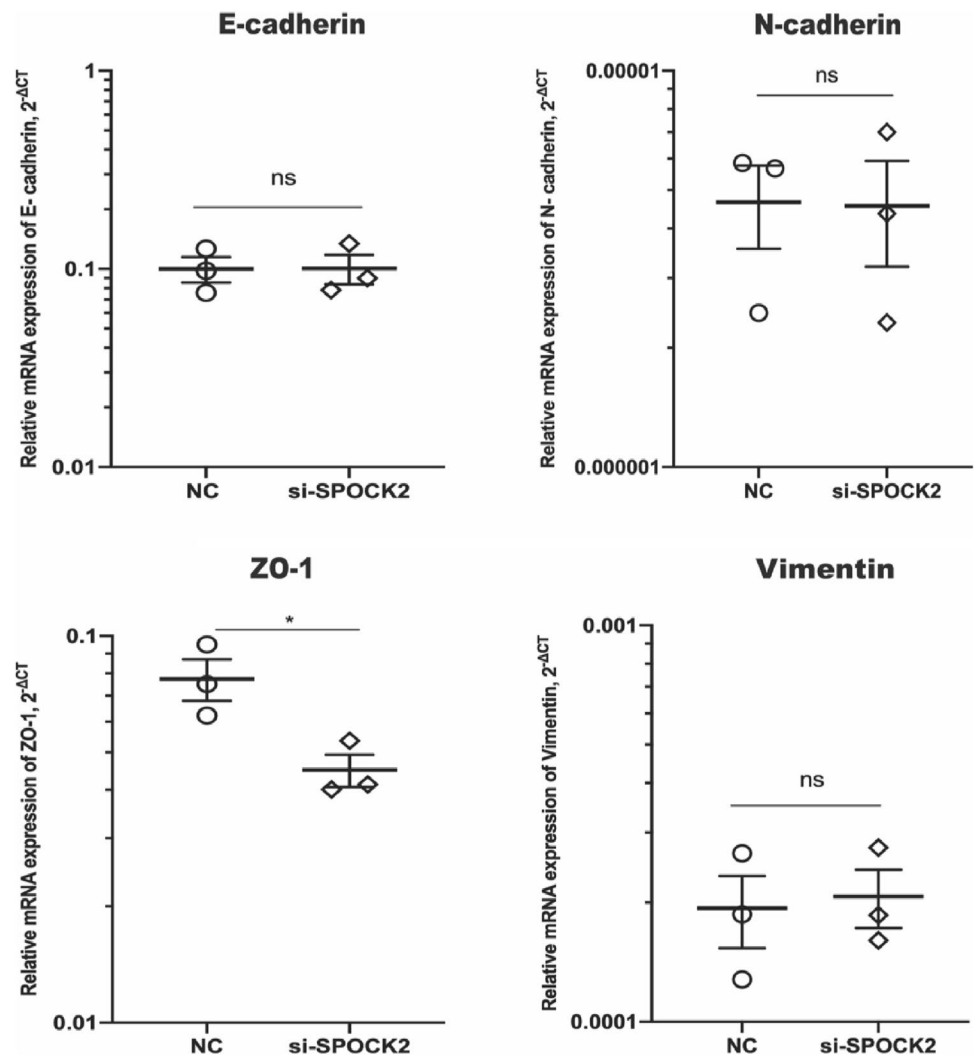 E-cadherin
Relative mRNA expression of E- cadherin, 2-ΔCT
1
0.1
0.01
ns
NC
si-SPOCK2
N-cadherin
Relative mRNA expression of N- cadherin, 2-ΔCT
0.00001
0.000001
ns
NC
si-SPOCK2
ZO-1
Relative mRNA expression of ZO-1, 2-ΔCT
0.1
0.01
*
NC
si-SPOCK2
Vimentin
Relative mRNA expression of Vimentin, 2-ΔCT
0.001
0.0001
ns
NC
si-SPOCK2